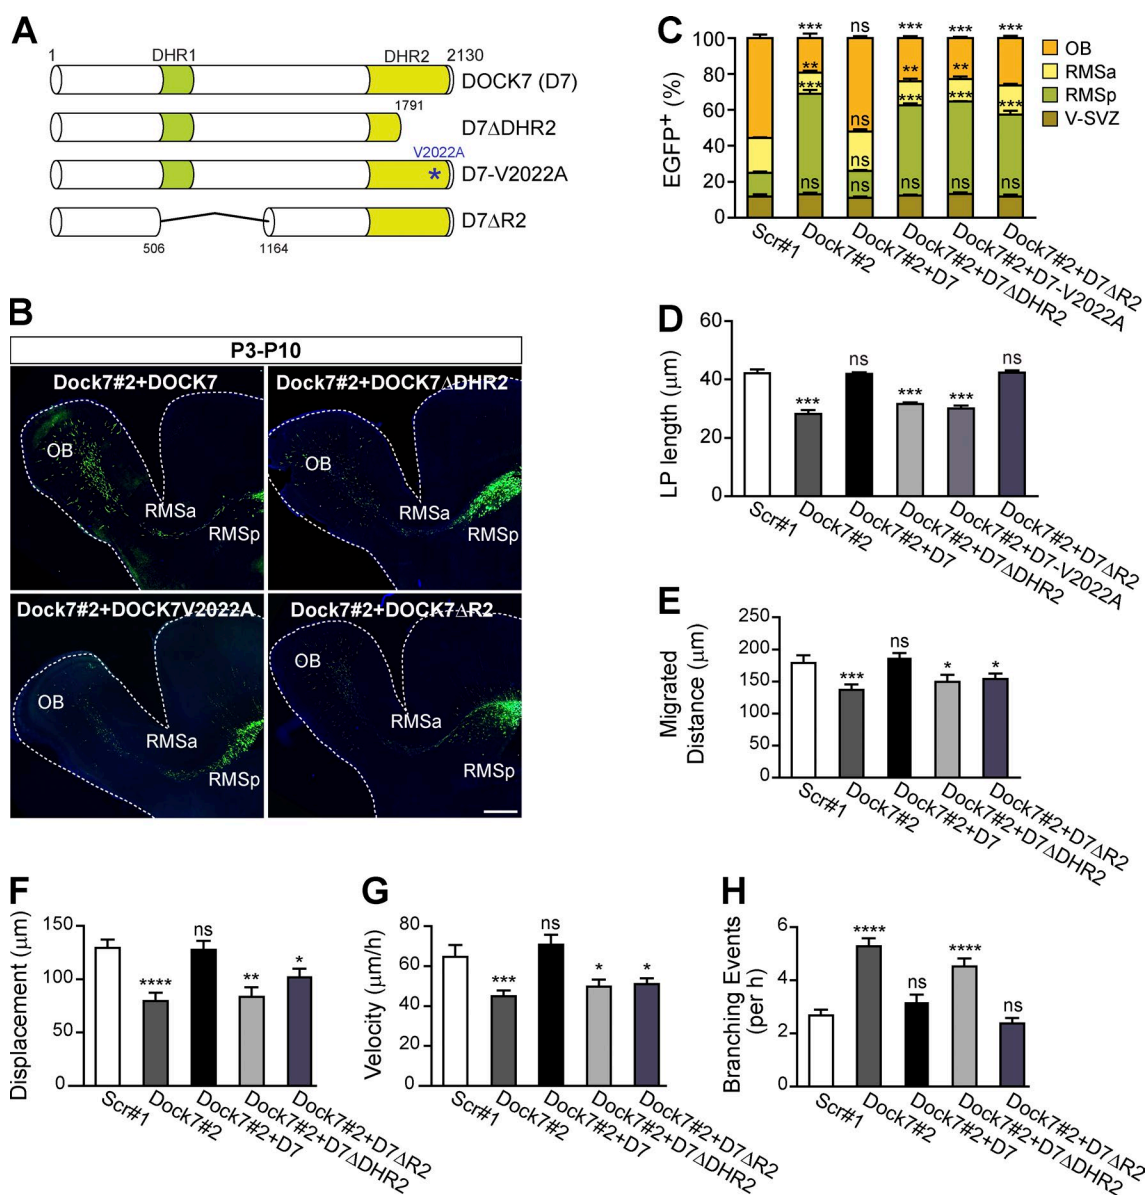 A
1
DHR1
DHR2
2130
DOCK7 (D7)
1791
D7ΔDHR2
V2022A
*
D7-V2022A
D7ΔR2
506
1164
B
P3-P10
Dock7#2+DOCK7
OB
RMSa
RMSp
Dock7#2+DOCK7ΔDHR2
OB
RMSa
RMSp
Dock7#2+DOCK7V2022A
OB
RMSa
RMSp
Dock7#2+DOCK7ΔR2
OB
RMSa
RMSp
C
EGFP+ (%)
100
80
60
40
20
0
*** ns *** *** ***
** ** **
*** ns *** *** ***
ns
ns ns ns ns
OB
RMSa
RMSp
V-SVZ
Scr#1
Dock7#2
Dock7#2+D7
Dock7#2+D7ΔDHR2
Dock7#2+D7-V2022A
Dock7#2+D7ΔR2
D
LP length (μm)
60
40
20
0
*** ns *** *** ns
Scr#1
Dock7#2
Dock7#2+D7
Dock7#2+D7ΔDHR2
Dock7#2+D7-V2022A
Dock7#2+D7ΔR2
E
Migrated
Distance (μm)
250
200
150
100
50
0
*** ns * *
Scr#1
Dock7#2
Dock7#2+D7
Dock7#2+D7ΔDHR2
Dock7#2+D7ΔR2
F
Displacement (μm)
150
100
50
0
**** ns ** *
Scr#1
Dock7#2
Dock7#2+D7
Dock7#2+D7ΔDHR2
Dock7#2+D7ΔR2
G
Velocity (μm/h)
80
60
40
20
0
*** ns * *
Scr#1
Dock7#2
Dock7#2+D7
Dock7#2+D7ΔDHR2
Dock7#2+D7ΔR2
H
Branching Events
(per h)
6
4
2
0
**** ns **** ns
Scr#1
Dock7#2
Dock7#2+D7
Dock7#2+D7ΔDHR2
Dock7#2+D7ΔR2